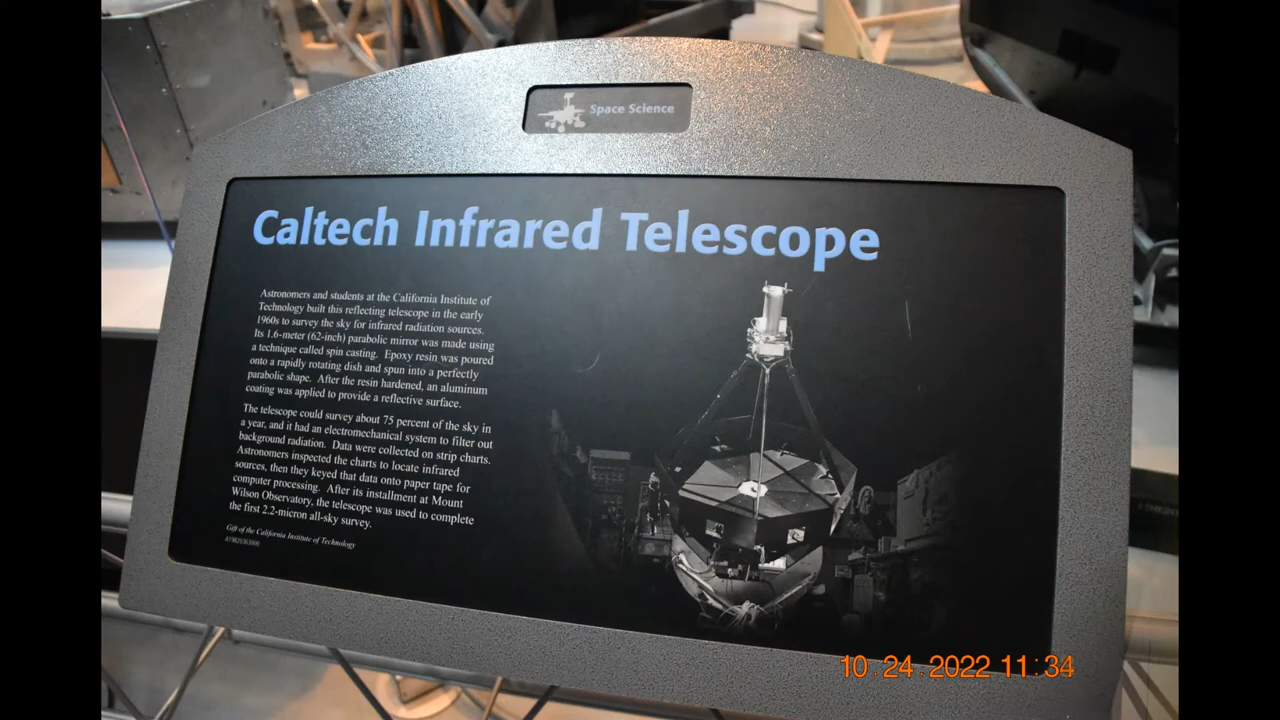 Space Science
Caltech Infrared Telescope
Astronomers and students at the California Institute of
Technology built this reflecting telescope in the early
1960s to survey the sky for infrared radiation sources.
Its 1.6-meter (62-inch) parabolic mirror was made using
a technique called spin casting. Epoxy resin was poured
onto a rapidly rotating dish and spun into a perfectly
parabolic shape. After the resin hardened, an aluminum
coating was applied to provide a reflective surface.
The telescope could survey about 75 percent of the sky in
a year, and it had an electromechanical system to filter out
background radiation. Data were collected on strip charts.
Astronomers inspected the charts to locate infrared
sources, then they keyed that data onto paper tape for
computer processing. After its installment at Mount
Wilson Observatory, the telescope was used to complete
the first 2.2-micron all-sky survey.
Gift of the California Institute of Technology
10.24.2022 11:34